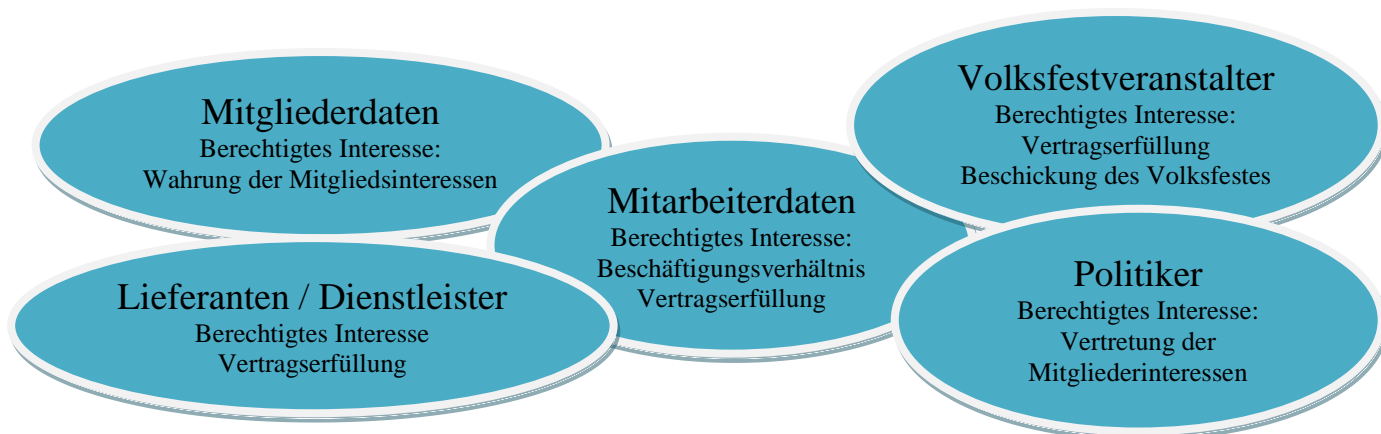 Mitgliederdaten
Berechtigtes Interesse:
Wahrung der Mitgliedsinteressen
Lieferanten / Dienstleister
Berechtigtes Interesse
Vertragserfüllung
Mitarbeiterdaten
Berechtigtes Interesse:
Beschäftigungsverhältnis
Vertragserfüllung
Volksfestveranstalter
Berechtigtes Interesse:
Vertragserfüllung
Beschickung des Volksfestes
Politiker
Berechtigtes Interesse:
Vertretung der
Mitgliederinteressen